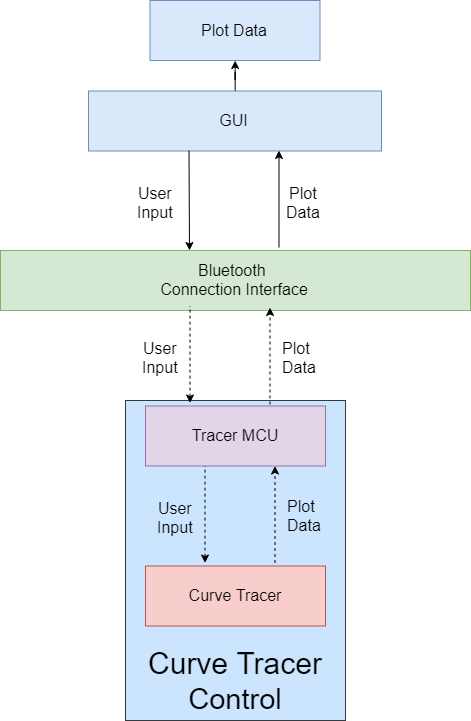 Plot Data
GUI
User
Input
Plot
Data
Bluetooth
Connection Interface
User
Input
Plot
Data
Tracer MCU
User
Input
Plot
Data
Curve Tracer
Curve Tracer
Control